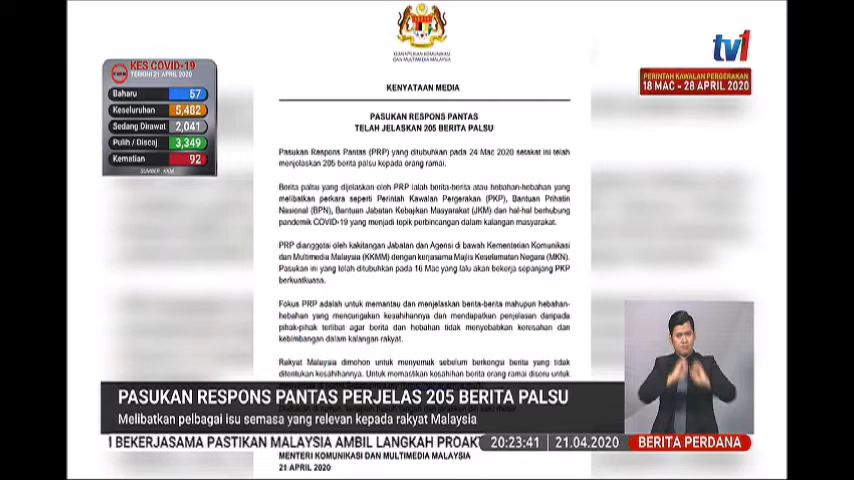 KEMENTERIAN KOMUNIKASI
DAN MULTIMEDIA MALAYSIA
tv1
KES COVID-19
TERKINI 21 APRIL 2020
Baharu 57
Keseluruhan 5,482
Sedang Dirawat 2,041
Pulih / Discaj 3,349
Kematian 92
SUMBER : KKM
PERINTAH KAWALAN PERGERAKAN
18 MAC - 28 APRIL 2020
KENYATAAN MEDIA
PASUKAN RESPONS PANTAS
TELAH JELASKAN 205 BERITA PALSU
Pasukan Respons Pantas (PRP) yang ditubuhkan pada 24 Mac 2020 setakat ini telah
menjelaskan 205 berita palsu kepada orang ramai.
Berita palsu yang dijelaskan oleh PRP ialah berita-berita atau hebahan-hebahan yang
melibatkan perkara seperti Perintah Kawalan Pergerakan (PKP), Bantuan Prihatin
Nasional (BPN), Bantuan Jabatan Kebajikan Masyarakat (JKM) dan hal-hal berhubung
pandemik COVID-19 yang menjadi topik perbincangan dalam kalangan masyarakat.
PRP dianggotai oleh kakitangan Jabatan dan Agensi di bawah Kementerian Komunikasi
dan Multimedia Malaysia (KKMM) dengan kerjasama Majlis Keselamatan Negara (MKN).
Pasukan ini yang telah ditubuhkan pada 16 Mac yang lalu akan bekerja sepanjang PKP
berkuatkuasa.
Fokus PRP adalah untuk memantau dan menjelaskan berita-berita mahupun hebahan-
hebahan yang mencurigakan kesahihannya dan mendapatkan penjelasan daripada
pihak-pihak terlibat agar berita dan hebahan tidak menyebabkan keresahan dan
kebimbangan dalam kalangan rakyat.
Rakyat Malaysia dimohon untuk menyemak sebelum berkongsi berita yang tidak
ditentukan kesahihannya. Untuk memastikan kesahihan berita orang ramai diseru untuk
PASUKAN RESPONS PANTAS PERJELAS 205 BERITA PALSU
Melibatkan pelbagai isu semasa yang relevan kepada rakyat Malaysia
I BEKERJASAMA PASTIKAN MALAYSIA AMBIL LANGKAH PROAKT
20:23:41
21.04.2020
BERITA PERDANA
MENTERI KOMUNIKASI DAN MULTIMEDIA MALAYSIA
21 APRIL 2020